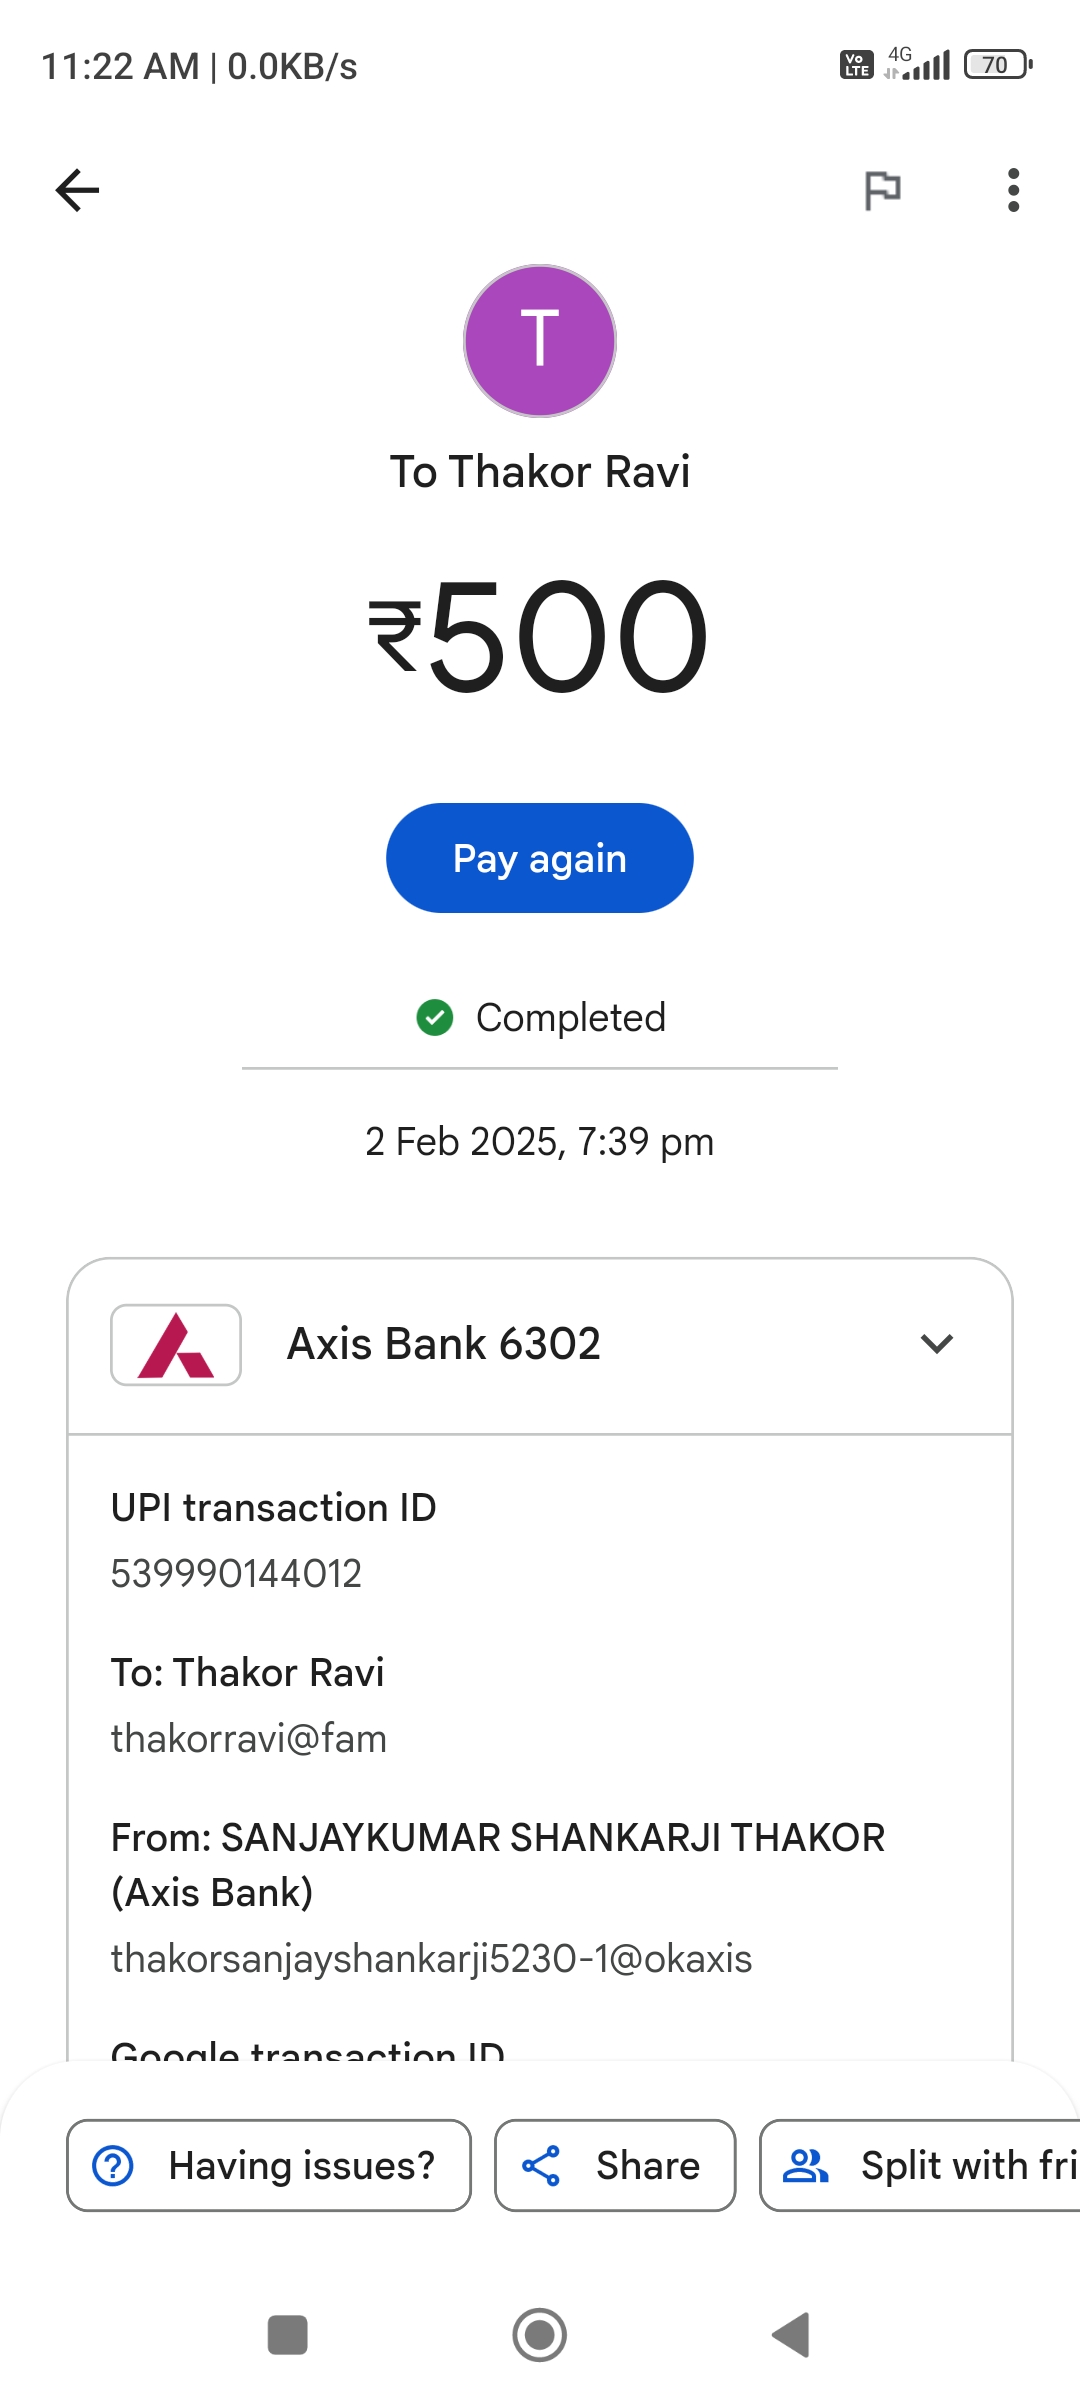 11:22 AM | 0.0KB/s
Vo LTE 4G 70
T
To Thakor Ravi
₹500
Pay again
Completed
2 Feb 2025, 7:39 pm
Axis Bank 6302
UPI transaction ID
539990144012
To: Thakor Ravi
thakorravi@fam
From: SANJAYKUMAR SHANKARJI THAKOR
(Axis Bank)
thakorsanjayshankarji5230-1@okaxis
Google transaction ID
? Having issues?
Share
Split with fri